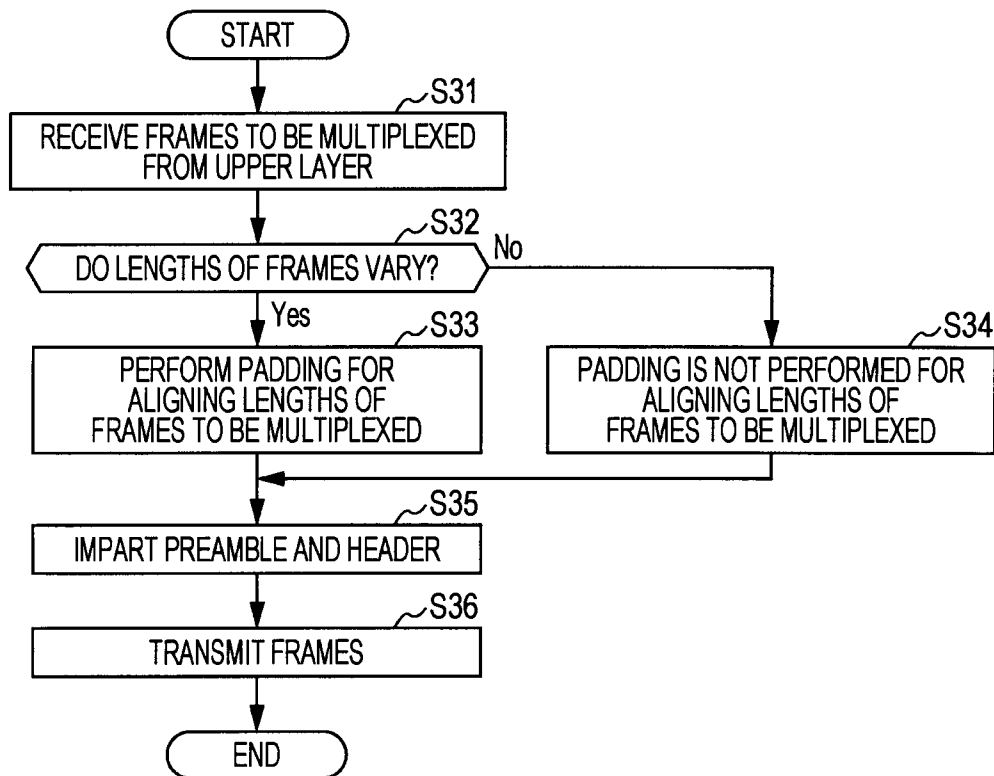 START
S31
RECEIVE FRAMES TO BE MULTIPLEXED
FROM UPPER LAYER
S32
DO LENGTHS OF FRAMES VARY?
No
Yes
S33
PERFORM PADDING FOR
ALIGNING LENGTHS OF
FRAMES TO BE MULTIPLEXED
S34
PADDING IS NOT PERFORMED FOR
ALIGNING LENGTHS OF
FRAMES TO BE MULTIPLEXED
S35
IMPART PREAMBLE AND HEADER
S36
TRANSMIT FRAMES
END